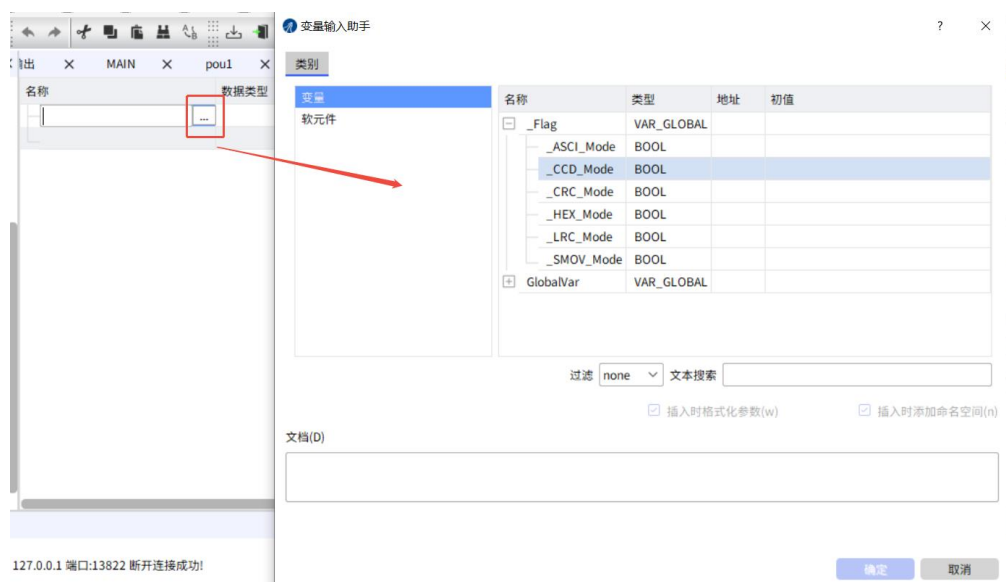 变量输入助手
出 MAIN pou1
类别
名称 数据类型
...
变量
软元件
名称 类型 地址 初值
_Flag VAR_GLOBAL
_ASCI_Mode BOOL
_CCD_Mode BOOL
_CRC_Mode BOOL
_HEX_Mode BOOL
_LRC_Mode BOOL
_SMOV_Mode BOOL
GlobalVar VAR_GLOBAL
过滤 none 文本搜索
插入时格式化参数(w) 插入时添加命名空间(n)
文档(D)
127.0.0.1 端口:13822 断开连接成功!
确定 取消